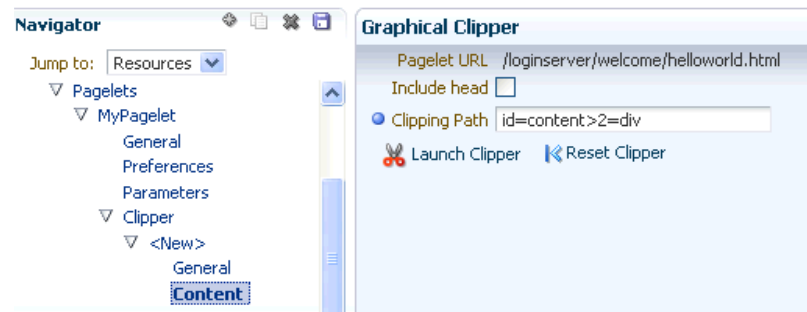 Navigator
Jump to: Resources
Pagelets
MyPagelet
General
Preferences
Parameters
Clipper
<New>
General
Content
Graphical Clipper
Pagelet URL /loginserver/welcome/helloworld.html
Include head
Clipping Path id=content>2=div
Launch Clipper Reset Clipper